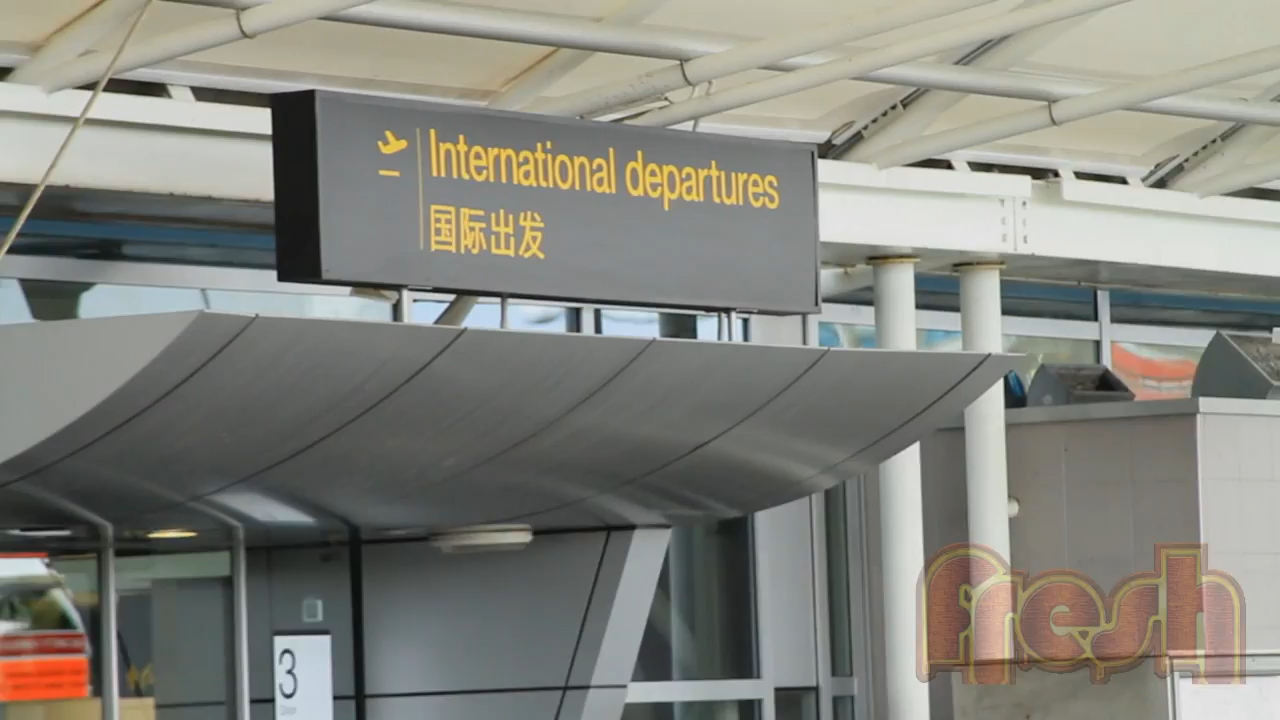 International departures
国际出发
3
fresh